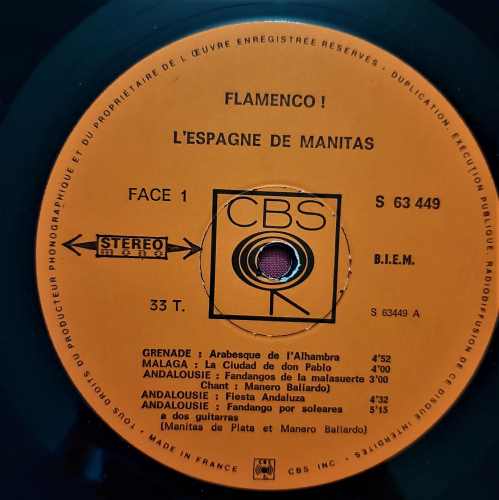 TOUS DROITS DU PRODUCTEUR PHONOGRAPHIQUE ET DU PROPRIÉTAIRE DE L'ŒUVRE ENREGISTRÉE RÉSERVÉS - DUPLICATION, EXÉCUTION PUBLIQUE, RADIODIFFUSION DE CE DISQUE INTERDITES •
FLAMENCO !
L'ESPAGNE DE MANITAS
FACE 1
CBS
S 63 449
STEREO
mono
B.I.E.M.
33 T.
S 63449 A
GRENADE : Arabesque de l'Alhambra 4'52
MALAGA : La Ciudad de don Pablo 4'00
ANDALOUSIE : Fandangos de la malasuerte 3'00
Chant : Manero Baliardo)
ANDALOUSIE : Fiesta Andaluza 4'32
ANDALOUSIE : Fandango por soleares 5'15
a dos guitarras
(Manitas de Plata et Manero Baliardo)
• MADE IN FRANCE
CBS
CBS, INC. •